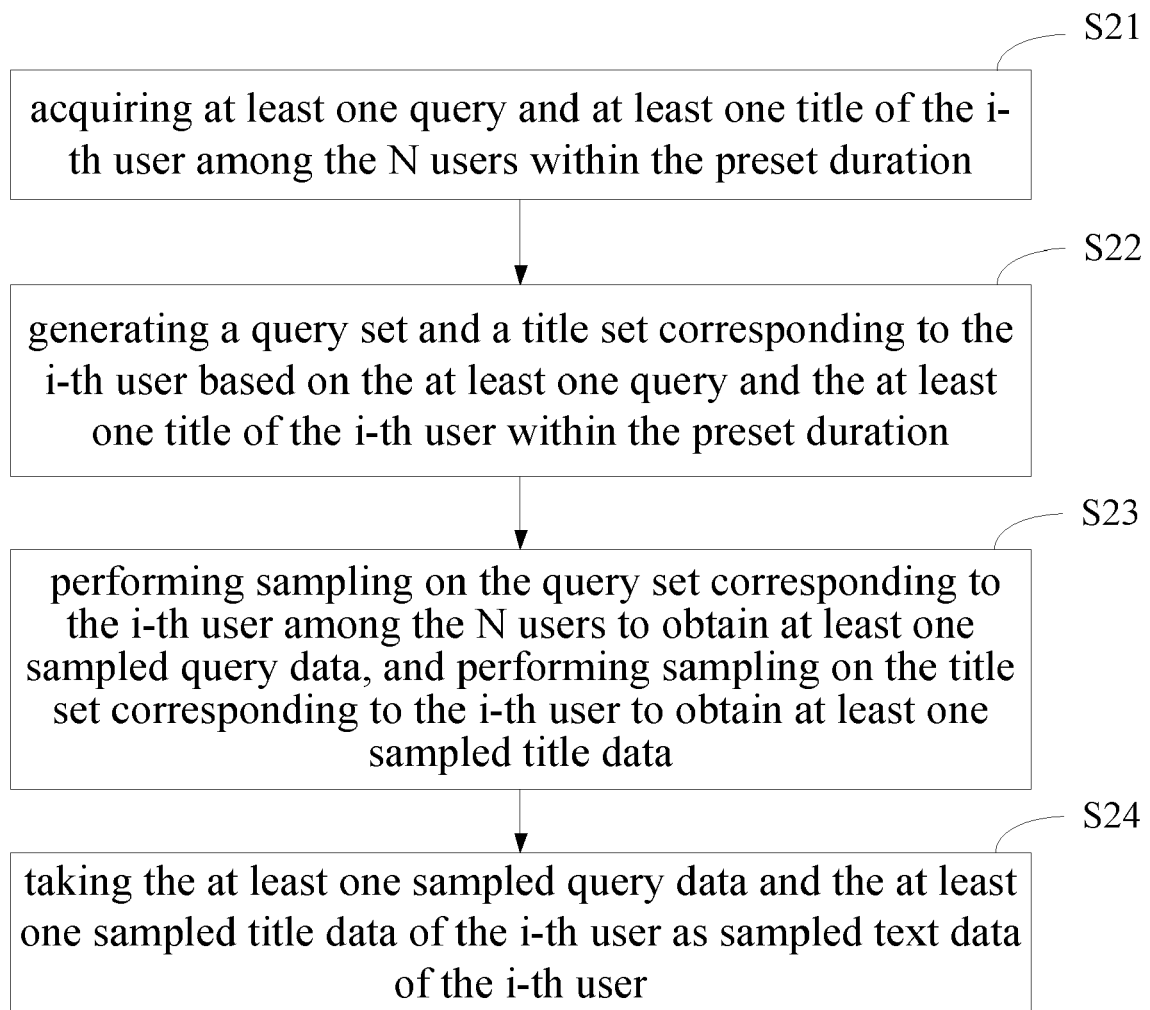 S21
acquiring at least one query and at least one title of the i-
th user among the N users within the preset duration
S22
generating a query set and a title set corresponding to the
i-th user based on the at least one query and the at least
one title of the i-th user within the preset duration
S23
performing sampling on the query set corresponding to
the i-th user among the N users to obtain at least one
sampled query data, and performing sampling on the title
set corresponding to the i-th user to obtain at least one
sampled title data
S24
taking the at least one sampled query data and the at least
one sampled title data of the i-th user as sampled text data
of the i-th user